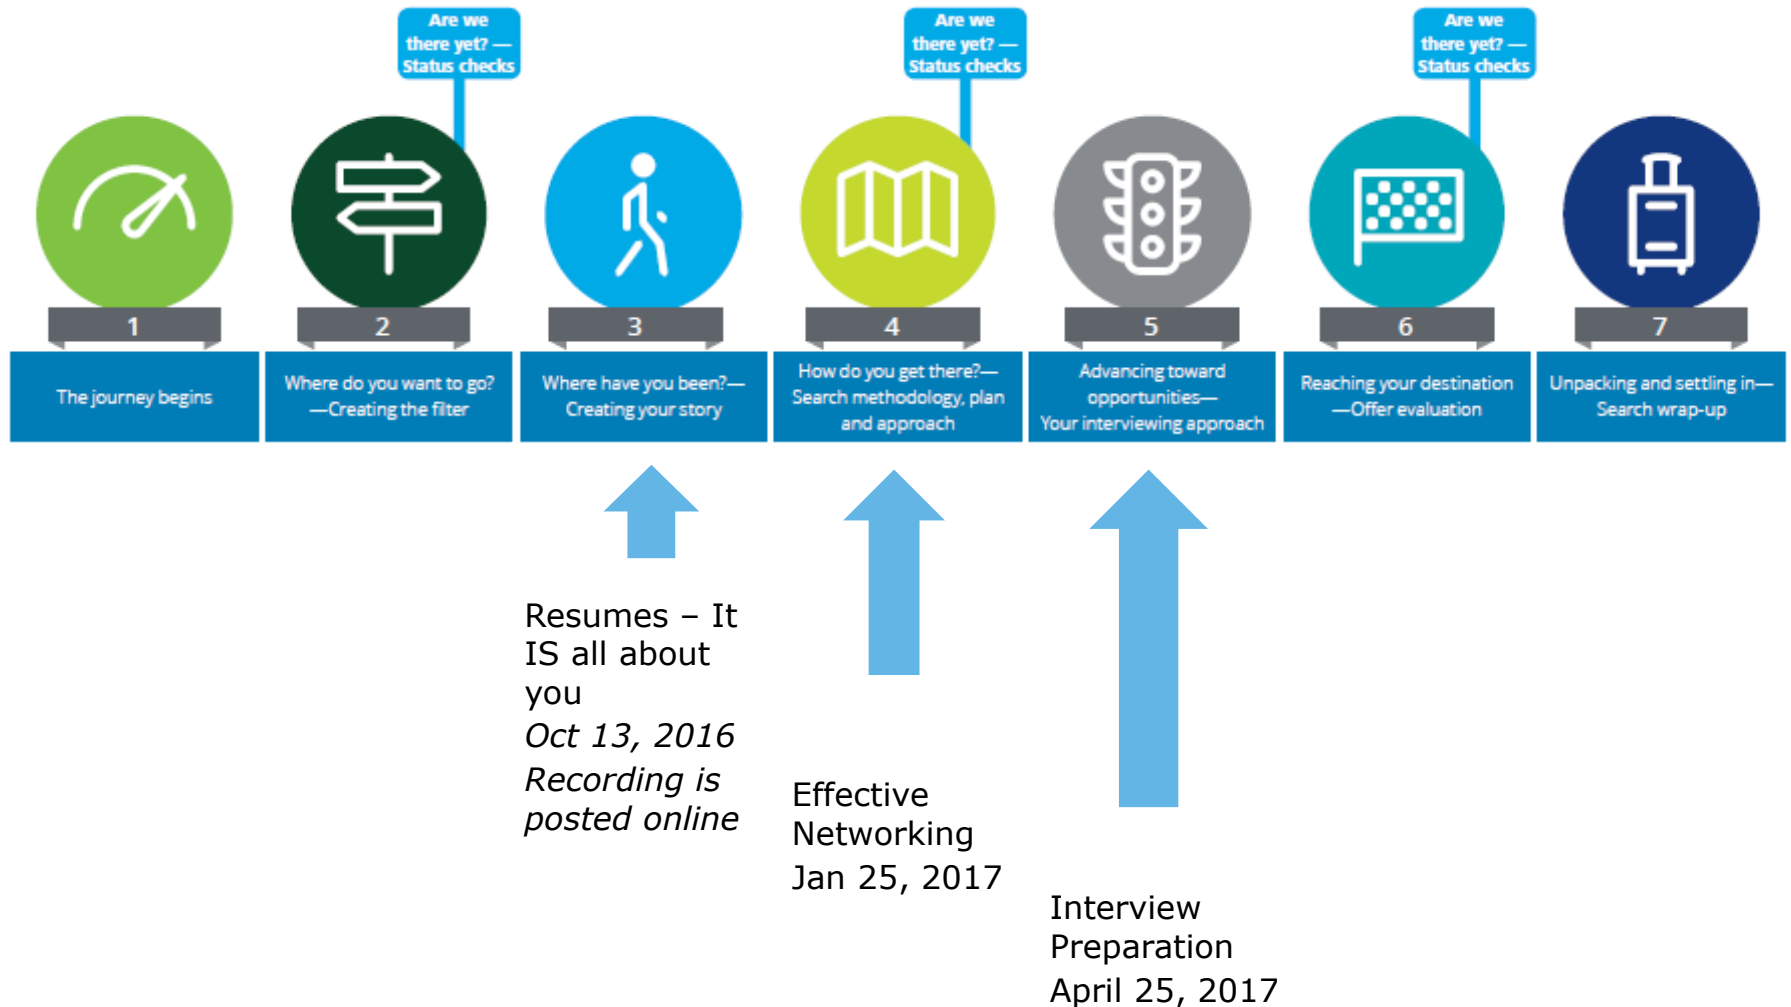 Are we
there yet? —
Status checks
Are we
there yet? —
Status checks
Are we
there yet? —
Status checks
1
The journey begins
2
Where do you want to go?
—Creating the filter
3
Where have you been?—
Creating your story
4
How do you get there?—
Search methodology, plan
and approach
5
Advancing toward
opportunities—
Your interviewing approach
6
Reaching your destination
—Offer evaluation
7
Unpacking and settling in—
Search wrap-up
Resumes – It
IS all about
you
Oct 13, 2016
Recording is
posted online
Effective
Networking
Jan 25, 2017
Interview
Preparation
April 25, 2017